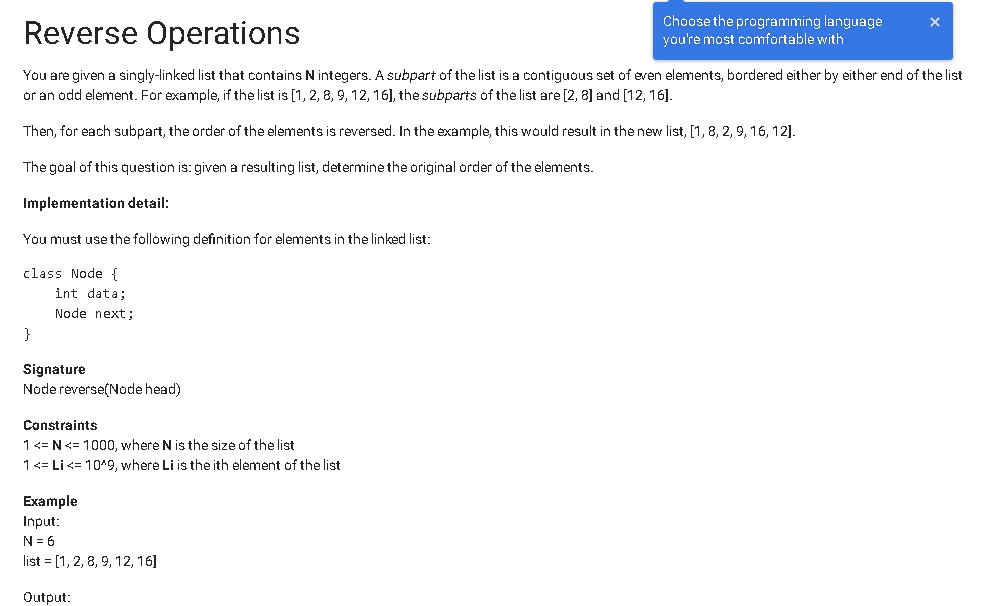 Reverse Operations
Choose the programming language
you're most comfortable with
×
You are given a singly-linked list that contains N integers. A subpart of the list is a contiguous set of even elements, bordered either by either end of the list
or an odd element. For example, if the list is [1, 2, 8, 9, 12, 16], the subparts of the list are [2, 8] and [12, 16].
Then, for each subpart, the order of the elements is reversed. In the example, this would result in the new list, [1, 8, 2, 9, 16, 12].
The goal of this question is: given a resulting list, determine the original order of the elements.
Implementation detail:
You must use the following definition for elements in the linked list:
class Node {
    int data;
    Node next;
}
Signature
Node reverse(Node head)
Constraints
1 <= N <= 1000, where N is the size of the list
1 <= Li <= 10^9, where Li is the ith element of the list
Example
Input:
N = 6
list = [1, 2, 8, 9, 12, 16]
Output: